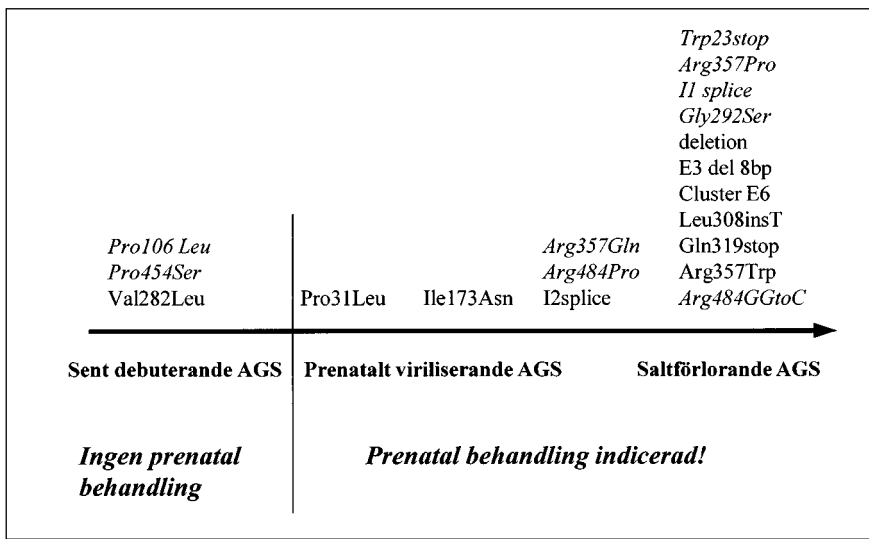 Trp23stop
Arg357Pro
I1 splice
Gly292Ser
deletion
E3 del 8bp
Cluster E6
Pro106 Leu
Arg357Gln
Leu308insT
Pro454Ser
Arg484Pro
Gln319stop
Val282Leu
Pro31Leu
Ile173Asn
I2splice
Arg357Trp
Arg484GGtoC
Sent debuterande AGS
Prenatalt viriliserande AGS
Saltförlorande AGS
Ingen prenatal
behandling
Prenatal behandling indicerad!